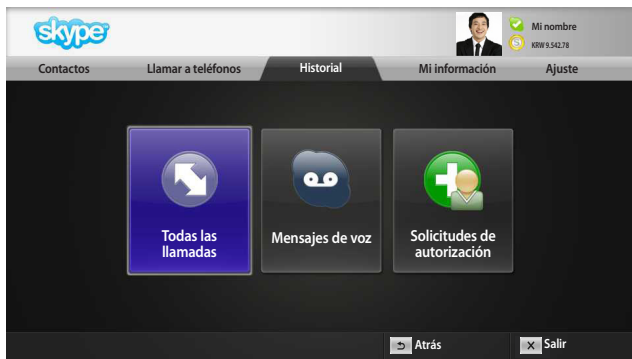 skype
Mi nombre
KRW 9.542.78
Contactos Llamar a teléfonos Historial Mi información Ajuste
Todas las
llamadas
Mensajes de voz
Solicitudes de
autorización
Atrás Salir